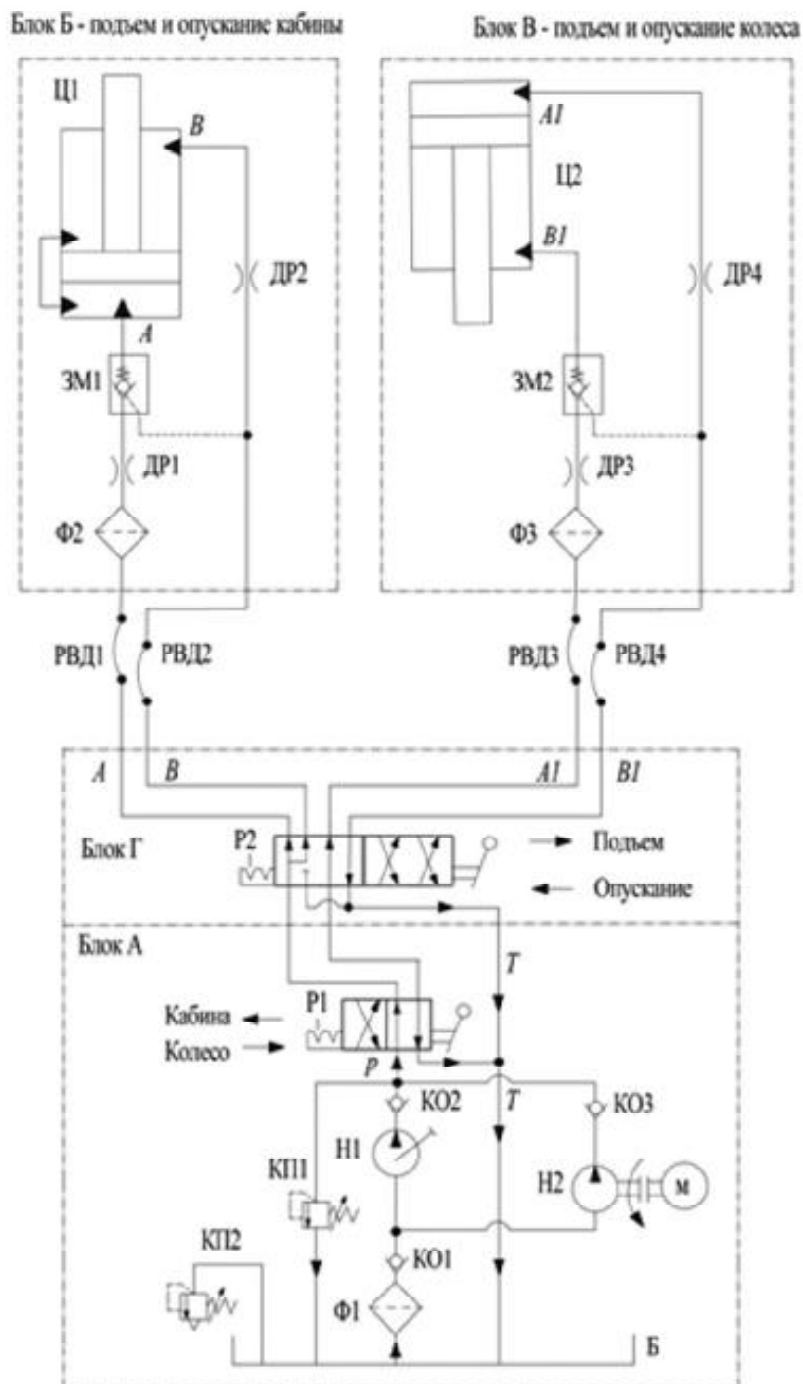 Блок Б - подъем и опускание кабины
Блок В - подъем и опускание колеса
Ц1
В
ДР2
А
ЗМ1
ДР1
Ф2
РВД1
РВД2
А1
Ц2
В1
ДР4
ЗМ2
ДР3
Ф3
РВД3
РВД4
А
В
А1
В1
Блок Г
Р2
Подъем
Опускание
Блок А
Т
Кабина
Р1
Колесо
Р
КО2
Т
КО3
Н1
КП1
Н2
М
КП2
КО1
Ф1
Б